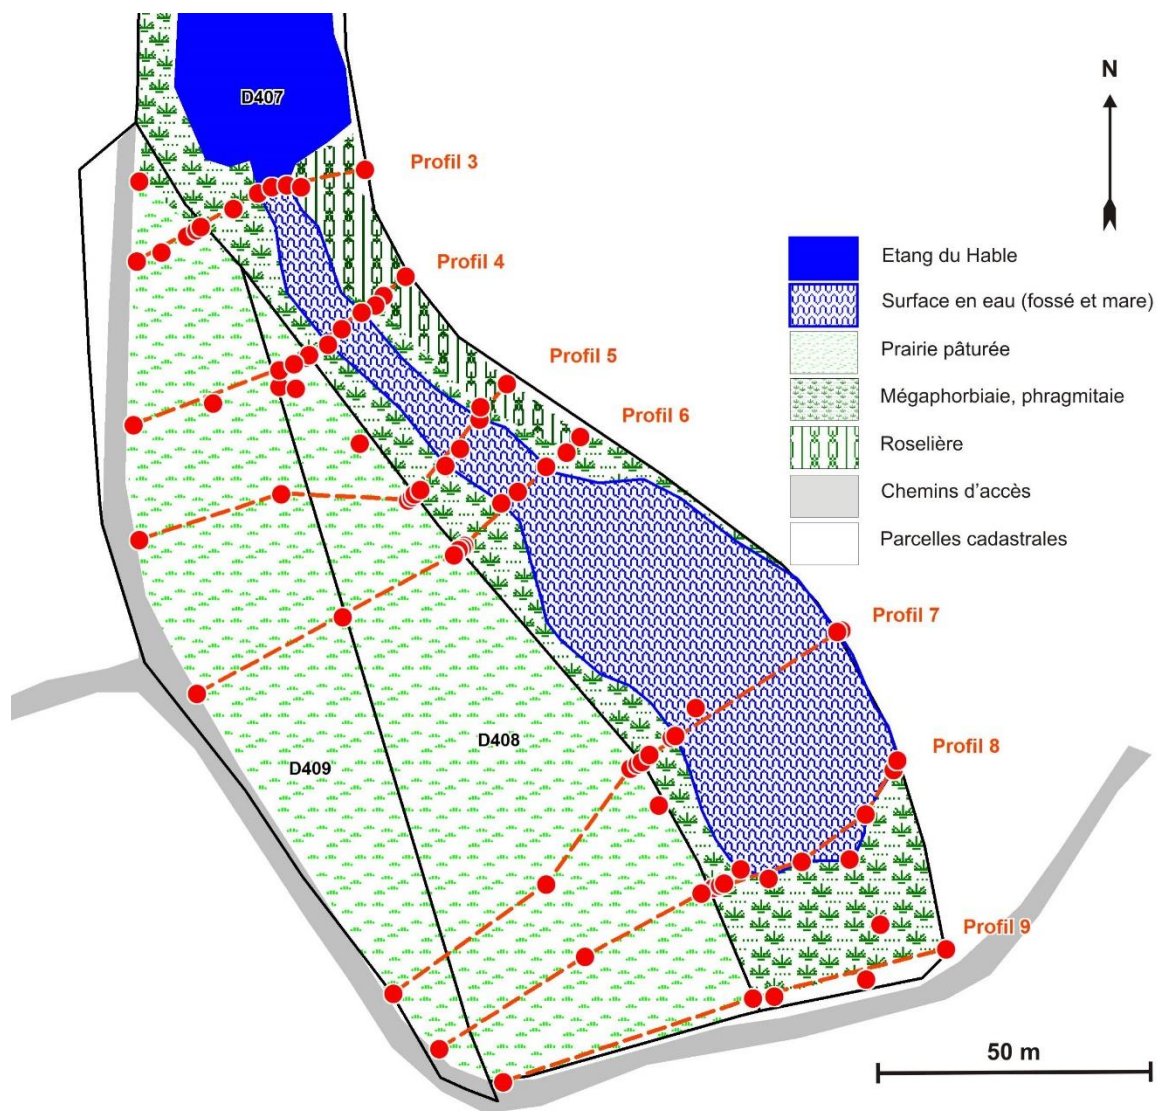 D407
N
Profil 3
Profil 4
Profil 5
Profil 6
Profil 7
Profil 8
Profil 9
D408
D409
Etang du Hable
Surface en eau (fossé et mare)
Prairie pâturée
Mégaphorbiaie, phragmitaie
Roselière
Chemins d'accès
Parcelles cadastrales
50 m